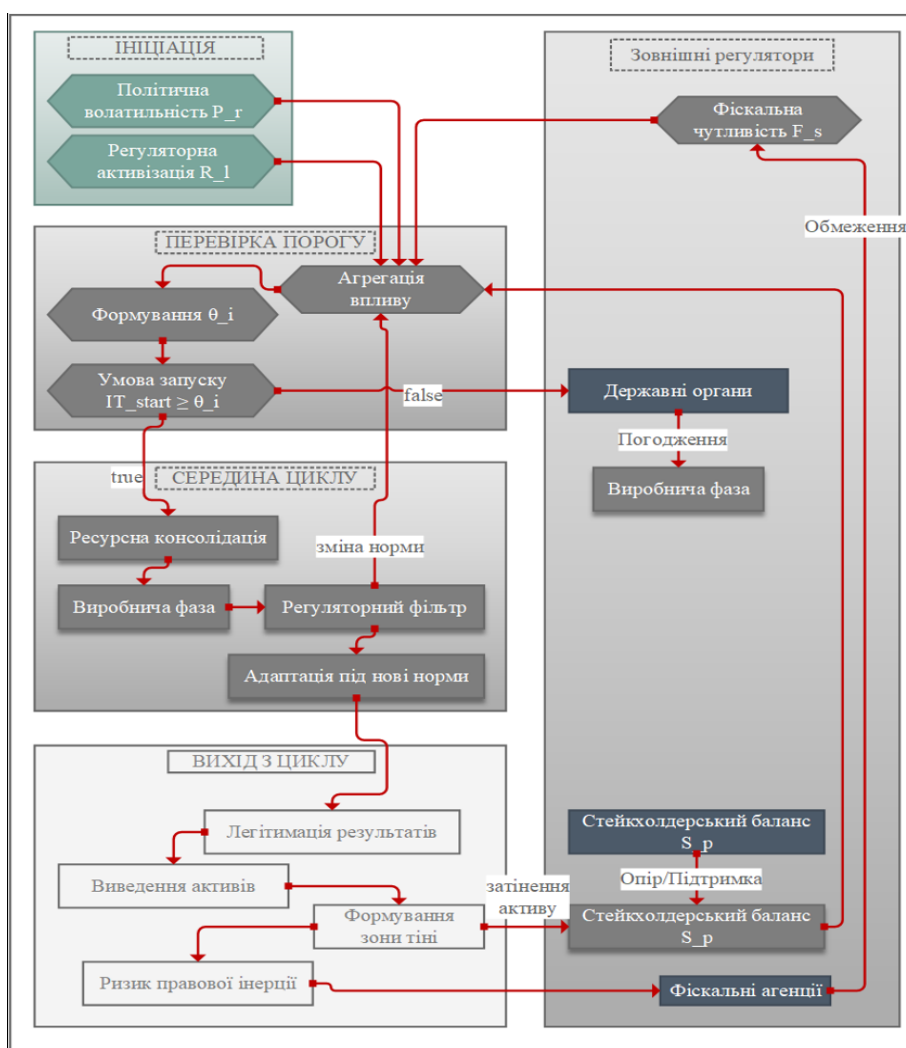 ІНІЦІАЦІЯ
Політична
волатильність P_r
Регуляторна
активізація R_l
Зовнішні регулятори
Фіскальна
чутливість F_s
Обмеження
ПЕРЕВІРКА ПОРОГУ
Агрегація
впливу
Формування θ_i
Умова запуску
IT_start ≥ θ_i
false
Державні органи
Погодження
Виробнича фаза
true
СЕРЕДИНА ЦИКЛУ
Ресурсна консолідація
зміна норми
Виробнича фаза
Регуляторний фільтр
Адаптація під нові норми
ВИХІД З ЦИКЛУ
Легітимація результатів
Виведення активів
Формування
зони тіні
затінення
активу
Ризик правової інерції
Стейкхолдерський баланс
S_p
Опір/Підтримка
Стейкхолдерський баланс
S_p
Фіскальні агенції